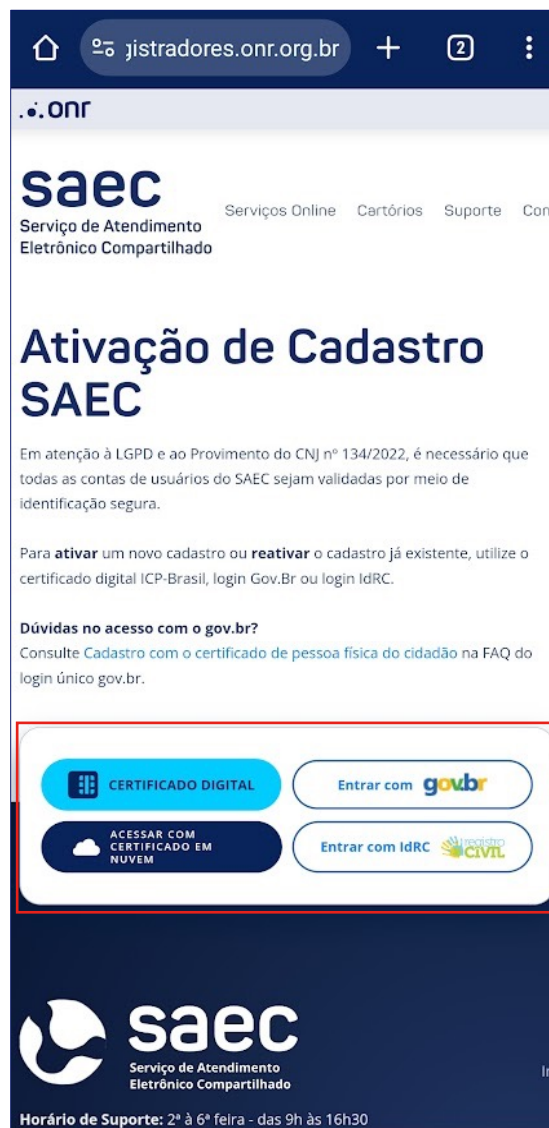 gistradores.onr.org.br
2
onr
saec
Serviço de Atendimento
Eletrônico Compartilhado
Serviços Online Cartórios Suporte Con
Ativação de Cadastro
SAEC
Em atenção à LGPD e ao Provimento do CNJ nº 134/2022, é necessário que
todas as contas de usuários do SAEC sejam validadas por meio de
identificação segura.
Para ativar um novo cadastro ou reativar o cadastro já existente, utilize o
certificado digital ICP-Brasil, login Gov.Br ou login IdRC.
Dúvidas no acesso com o gov.br?
Consulte Cadastro com o certificado de pessoa física do cidadão na FAQ do
login único gov.br.
CERTIFICADO DIGITAL
Entrar com gov.br
ACESSAR COM
CERTIFICADO EM
NUVEM
Entrar com IdRC registro
CIVIL
saec
Serviço de Atendimento
Eletrônico Compartilhado
In
Horário de Suporte: 2ª à 6ª feira - das 9h às 16h30